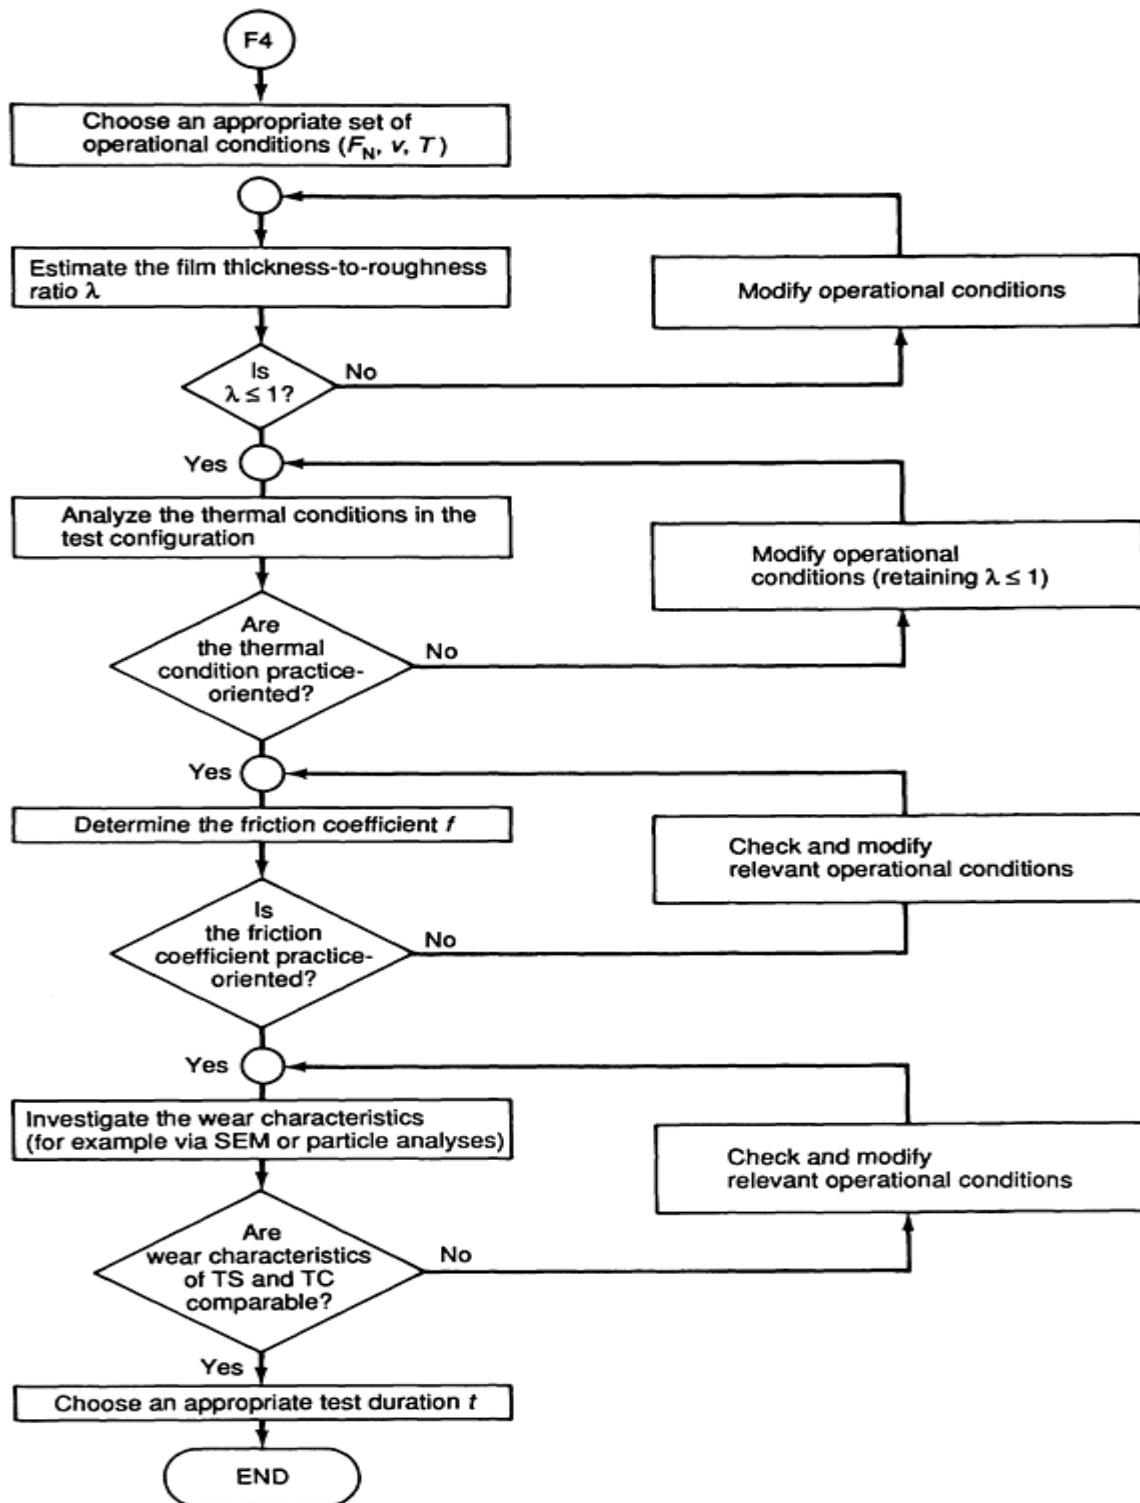 F4
Choose an appropriate set of
operational conditions (F_N, v, T)
Estimate the film thickness-to-roughness
ratio λ
Modify operational conditions
Is
λ ≤ 1?
No
Yes
Analyze the thermal conditions in the
test configuration
Modify operational
conditions (retaining λ ≤ 1)
Are
the thermal
condition practice-
oriented?
No
Yes
Determine the friction coefficient f
Check and modify
relevant operational conditions
Is
the friction
coefficient practice-
oriented?
No
Yes
Investigate the wear characteristics
(for example via SEM or particle analyses)
Check and modify
relevant operational conditions
Are
wear characteristics
of TS and TC
comparable?
No
Yes
Choose an appropriate test duration t
END